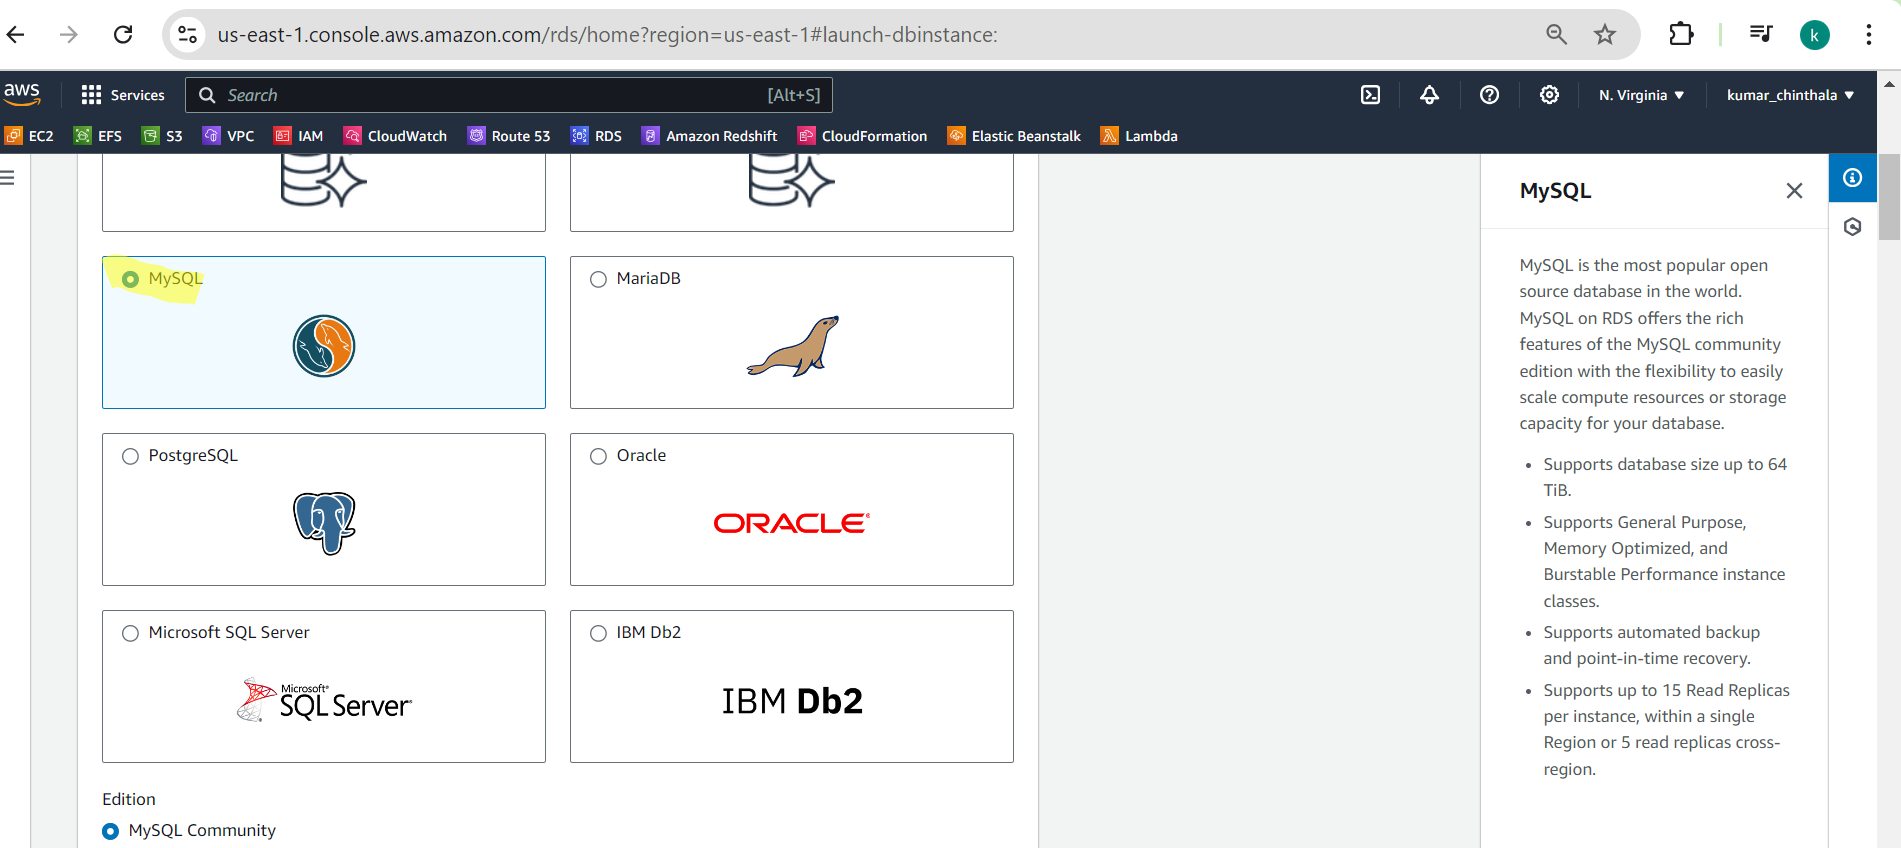 us-east-1.console.aws.amazon.com/rds/home?region=us-east-1#launch-dbinstance:
k
aws
Services
Search
[Alt+S]
N. Virginia
kumar_chinthala
EC2
EFS
S3
VPC
IAM
CloudWatch
Route 53
RDS
Amazon Redshift
CloudFormation
Elastic Beanstalk
Lambda
MySQL
MariaDB
PostgreSQL
Oracle
ORACLE
Microsoft SQL Server
Microsoft®
SQL Server
IBM Db2
IBM Db2
Edition
MySQL Community
MySQL
MySQL is the most popular open
source database in the world.
MySQL on RDS offers the rich
features of the MySQL community
edition with the flexibility to easily
scale compute resources or storage
capacity for your database.
• Supports database size up to 64
TiB.
• Supports General Purpose,
Memory Optimized, and
Burstable Performance instance
classes.
• Supports automated backup
and point-in-time recovery.
• Supports up to 15 Read Replicas
per instance, within a single
Region or 5 read replicas cross-
region.